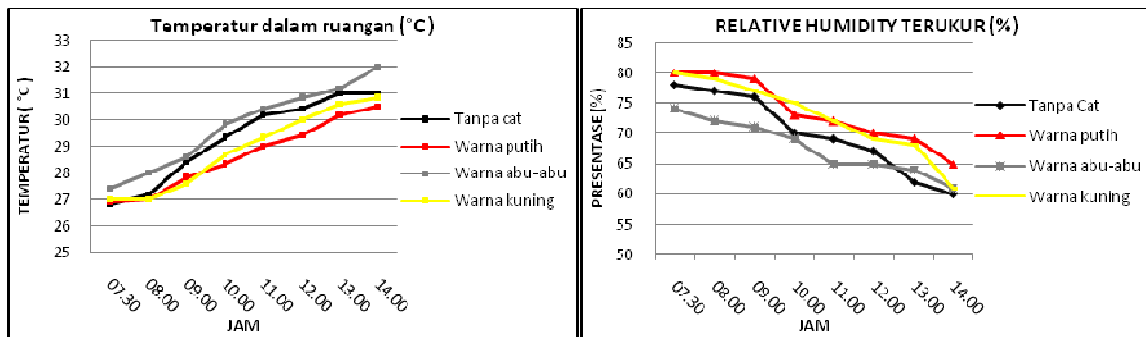 Temperatur dalam ruangan (°C)
33
32
31
30
29
28
27
26
25
TEMPERATUR (°C)
07.30
08.00
09.00
10.00
11.00
12.00
13.00
14.00
JAM
Tanpa cat
Warna putih
Warna abu-abu
Warna kuning
RELATIVE HUMIDITY TERUKUR (%)
85
80
75
70
65
60
55
50
PRESENTASE (%)
07.30
08.00
09.00
10.00
11.00
12.00
13.00
14.00
JAM
Tanpa Cat
Warna putih
Warna abu-abu
Warna kuning